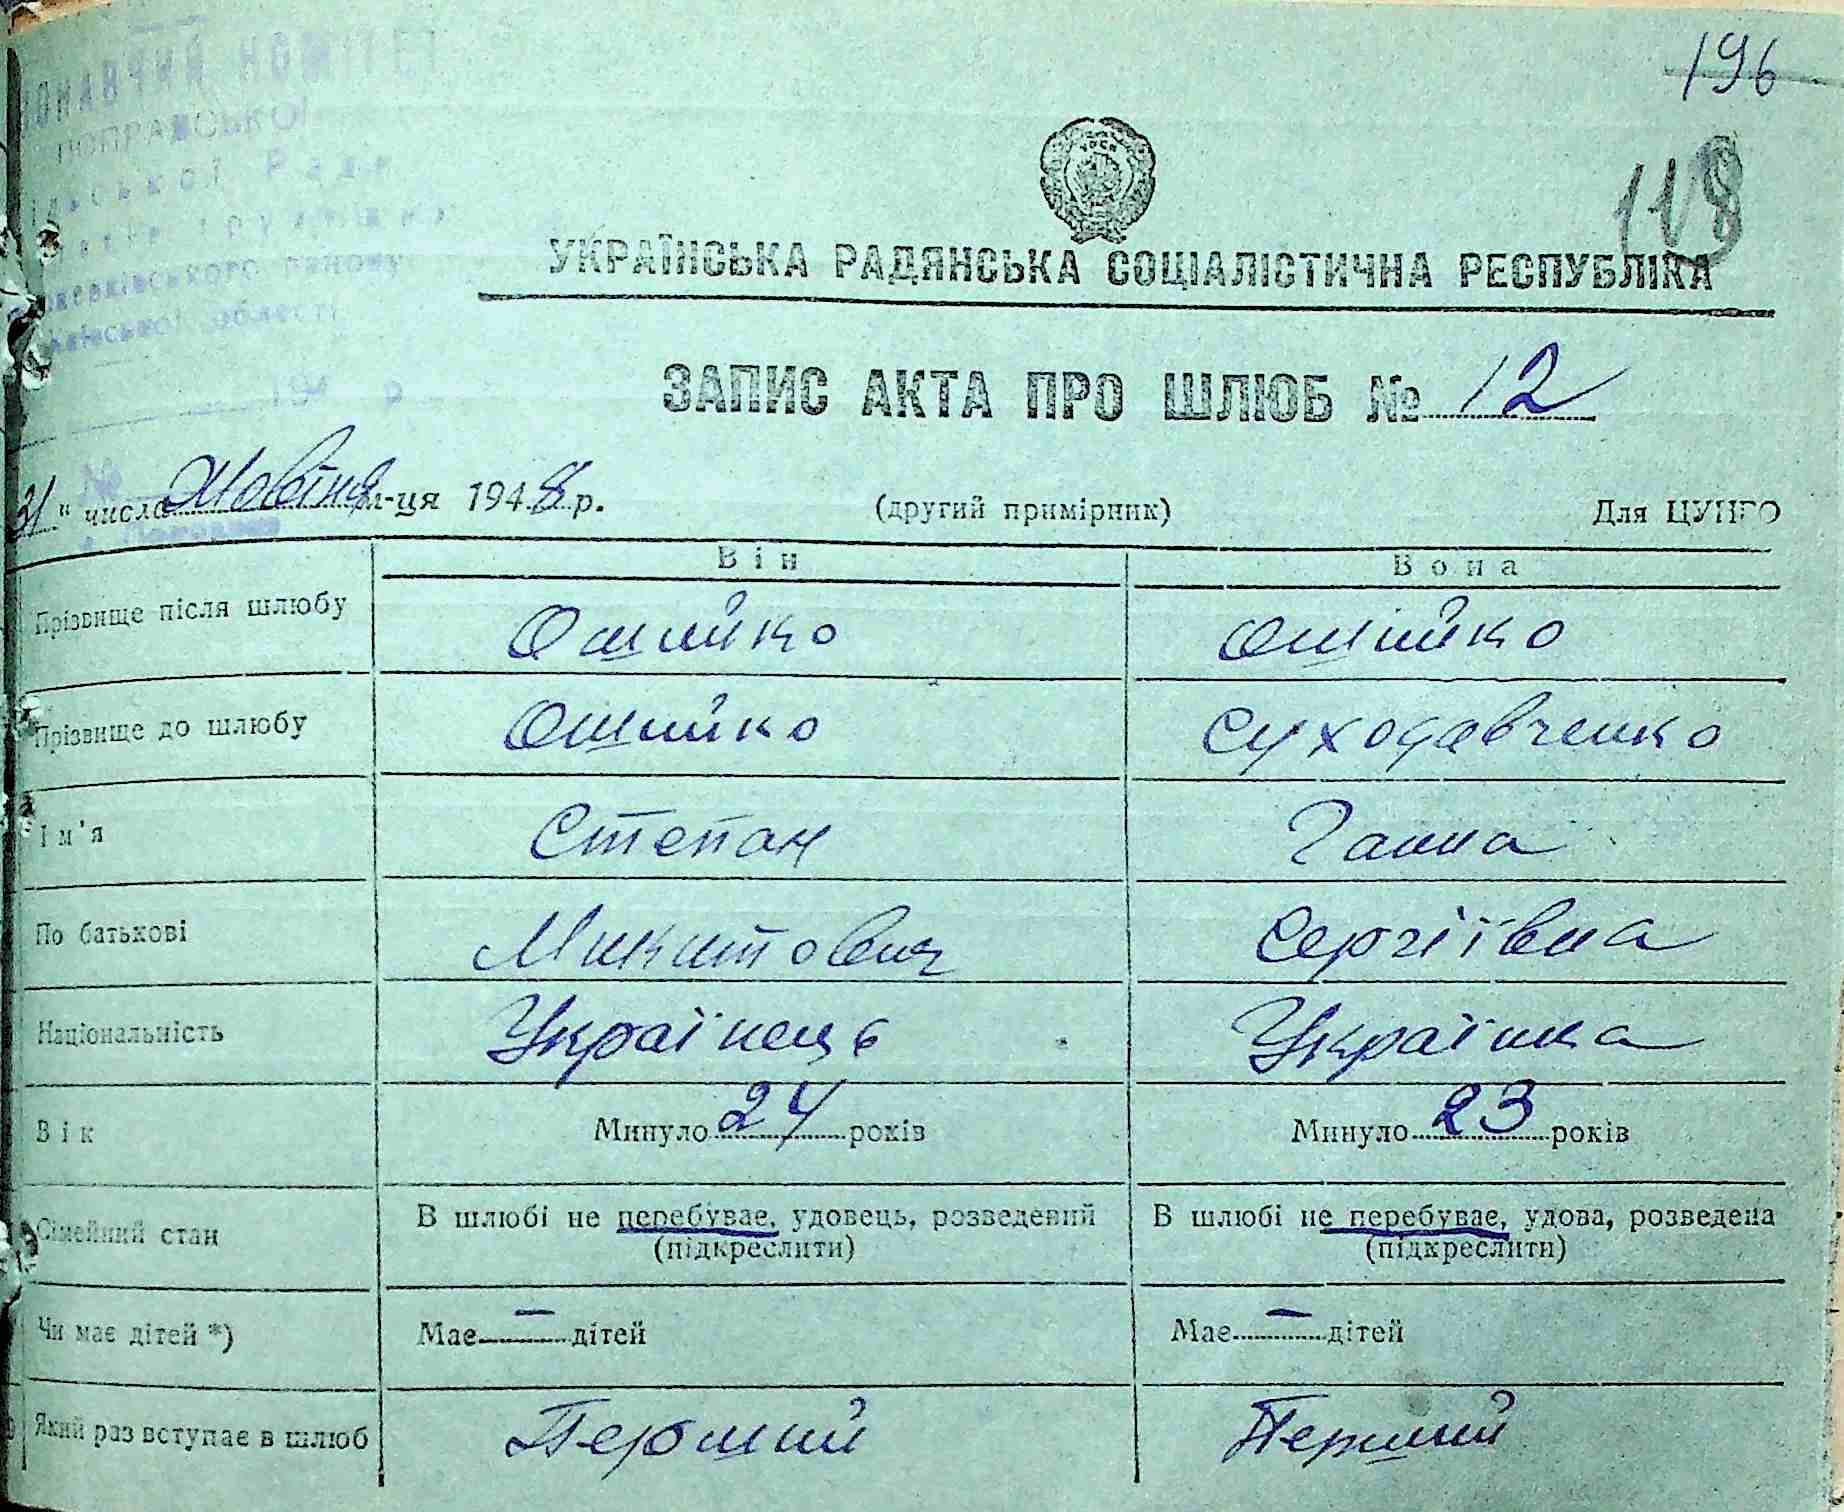 196
118
УКРАЇНСЬКА РАДЯНСЬКА СОЦІАЛІСТИЧНА РЕСПУБЛІКА
ЗАПИС АКТА ПРО ШЛЮБ № 12
31 " числа Жовтня м-ця 1948 р. (другий примірник) Для ЦУНГО
Він Вона
Прізвище після шлюбу Ошийко Ошийко
Прізвище до шлюбу Ошийко Суходавченко
Ім'я Степан Ганна
По батькові Микитович Сергіївна
Національність Українець Українка
Вік Минуло 24 років Минуло 23 років
Сімейний стан В шлюбі не перебуває, удовець, розведений В шлюбі не перебуває, удова, розведена
(підкреслити) (підкреслити)
Чи має дітей *) Має — дітей Має — дітей
Який раз вступає в шлюб Перший Перший